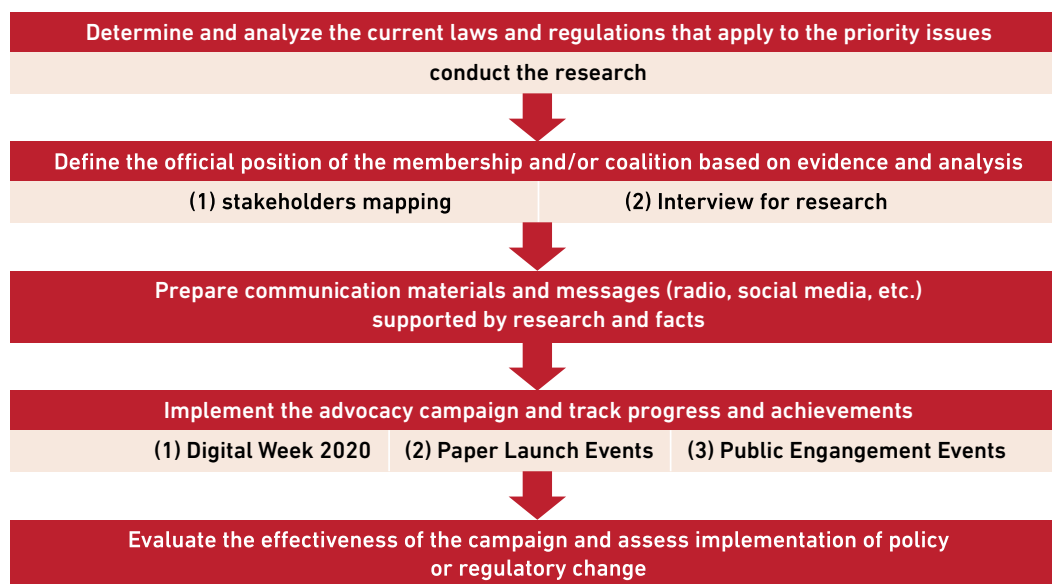 Determine and analyze the current laws and regulations that apply to the priority issues
conduct the research
Define the official position of the membership and/or coalition based on evidence and analysis
(1) stakeholders mapping
(2) Interview for research
Prepare communication materials and messages (radio, social media, etc.)
supported by research and facts
Implement the advocacy campaign and track progress and achievements
(1) Digital Week 2020
(2) Paper Launch Events
(3) Public Engangement Events
Evaluate the effectiveness of the campaign and assess implementation of policy
or regulatory change